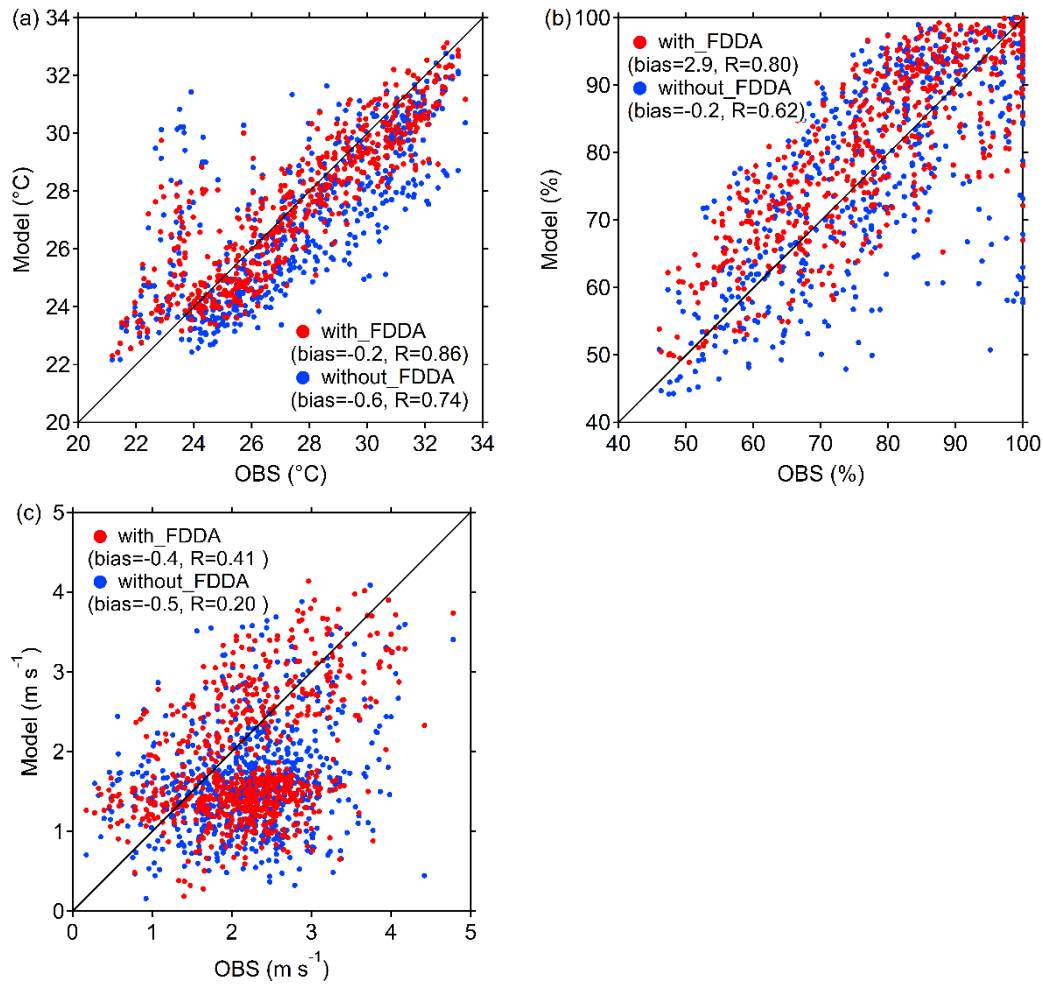 (a)
34
32
30
28
26
24
22
20
Model (°C)
with_FDDA
(bias=-0.2, R=0.86)
without_FDDA
(bias=-0.6, R=0.74)
20 22 24 26 28 30 32 34
OBS (°C)
(b)
100
90
80
70
60
50
40
Model (%)
with_FDDA
(bias=2.9, R=0.80)
without_FDDA
(bias=-0.2, R=0.62)
40 50 60 70 80 90 100
OBS (%)
(c)
5
4
3
2
1
0
Model (m s⁻¹)
with_FDDA
(bias=-0.4, R=0.41 )
without_FDDA
(bias=-0.5, R=0.20 )
0 1 2 3 4 5
OBS (m s⁻¹)